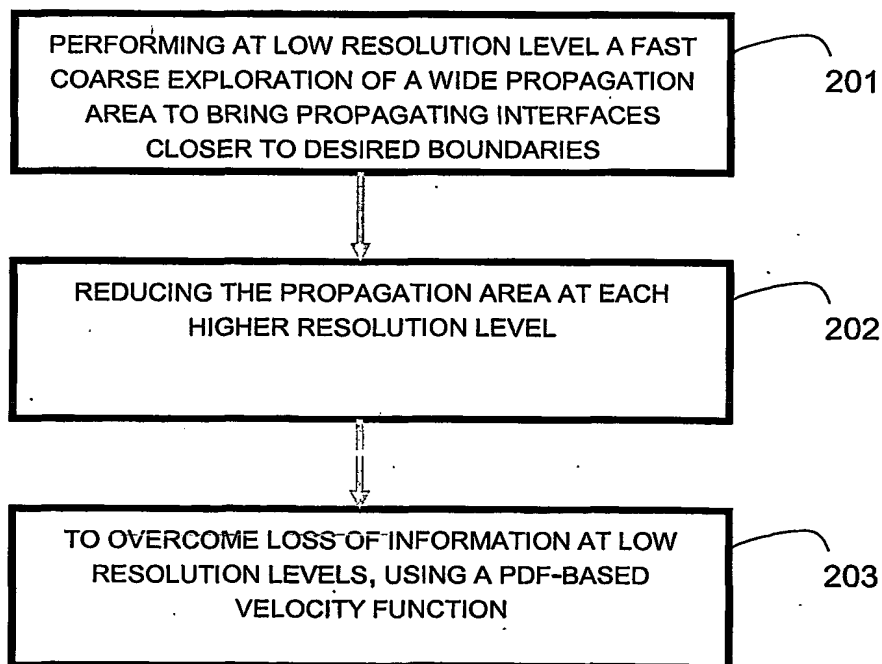 PERFORMING AT LOW RESOLUTION LEVEL A FAST
COARSE EXPLORATION OF A WIDE PROPAGATION
AREA TO BRING PROPAGATING INTERFACES
CLOSER TO DESIRED BOUNDARIES
201
REDUCING THE PROPAGATION AREA AT EACH
HIGHER RESOLUTION LEVEL
202
TO OVERCOME LOSS OF INFORMATION AT LOW
RESOLUTION LEVELS, USING A PDF-BASED
VELOCITY FUNCTION
203